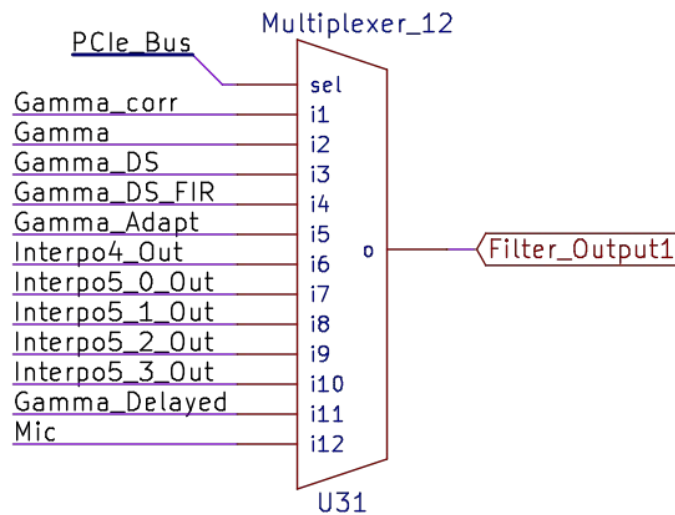 Multiplexer_12
PCIe_Bus
sel
Gamma_corr
i1
Gamma
i2
Gamma_DS
i3
Gamma_DS_FIR
i4
Gamma_Adapt
i5
o
Filter_Output1
Interpo4_Out
i6
Interpo5_0_Out
i7
Interpo5_1_Out
i8
Interpo5_2_Out
i9
Interpo5_3_Out
i10
Gamma_Delayed
i11
Mic
i12
U31